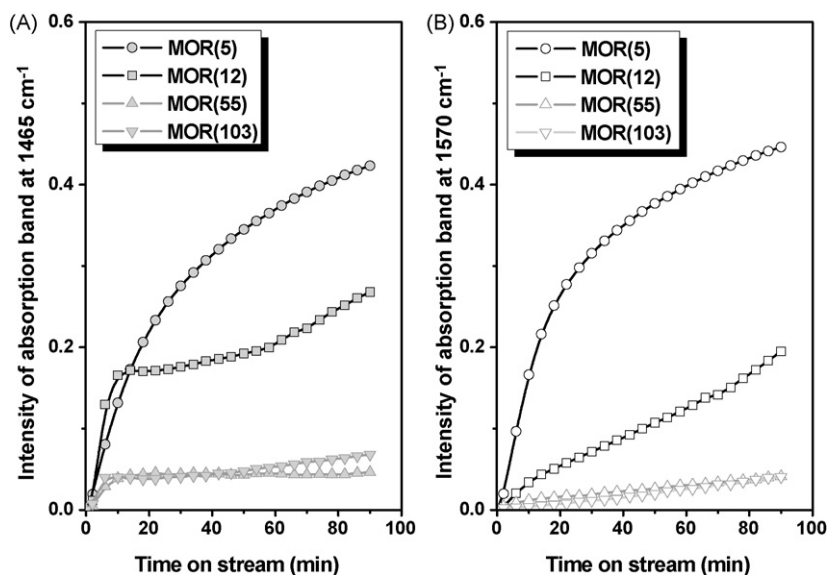 (A)
MOR(5)
MOR(12)
MOR(55)
MOR(103)
Intensity of absorption band at 1465 cm⁻¹
0.6
0.4
0.2
0.0
0 20 40 60 80 100
Time on stream (min)
(B)
MOR(5)
MOR(12)
MOR(55)
MOR(103)
Intensity of absorption band at 1570 cm⁻¹
0.6
0.4
0.2
0.0
0 20 40 60 80 100
Time on stream (min)